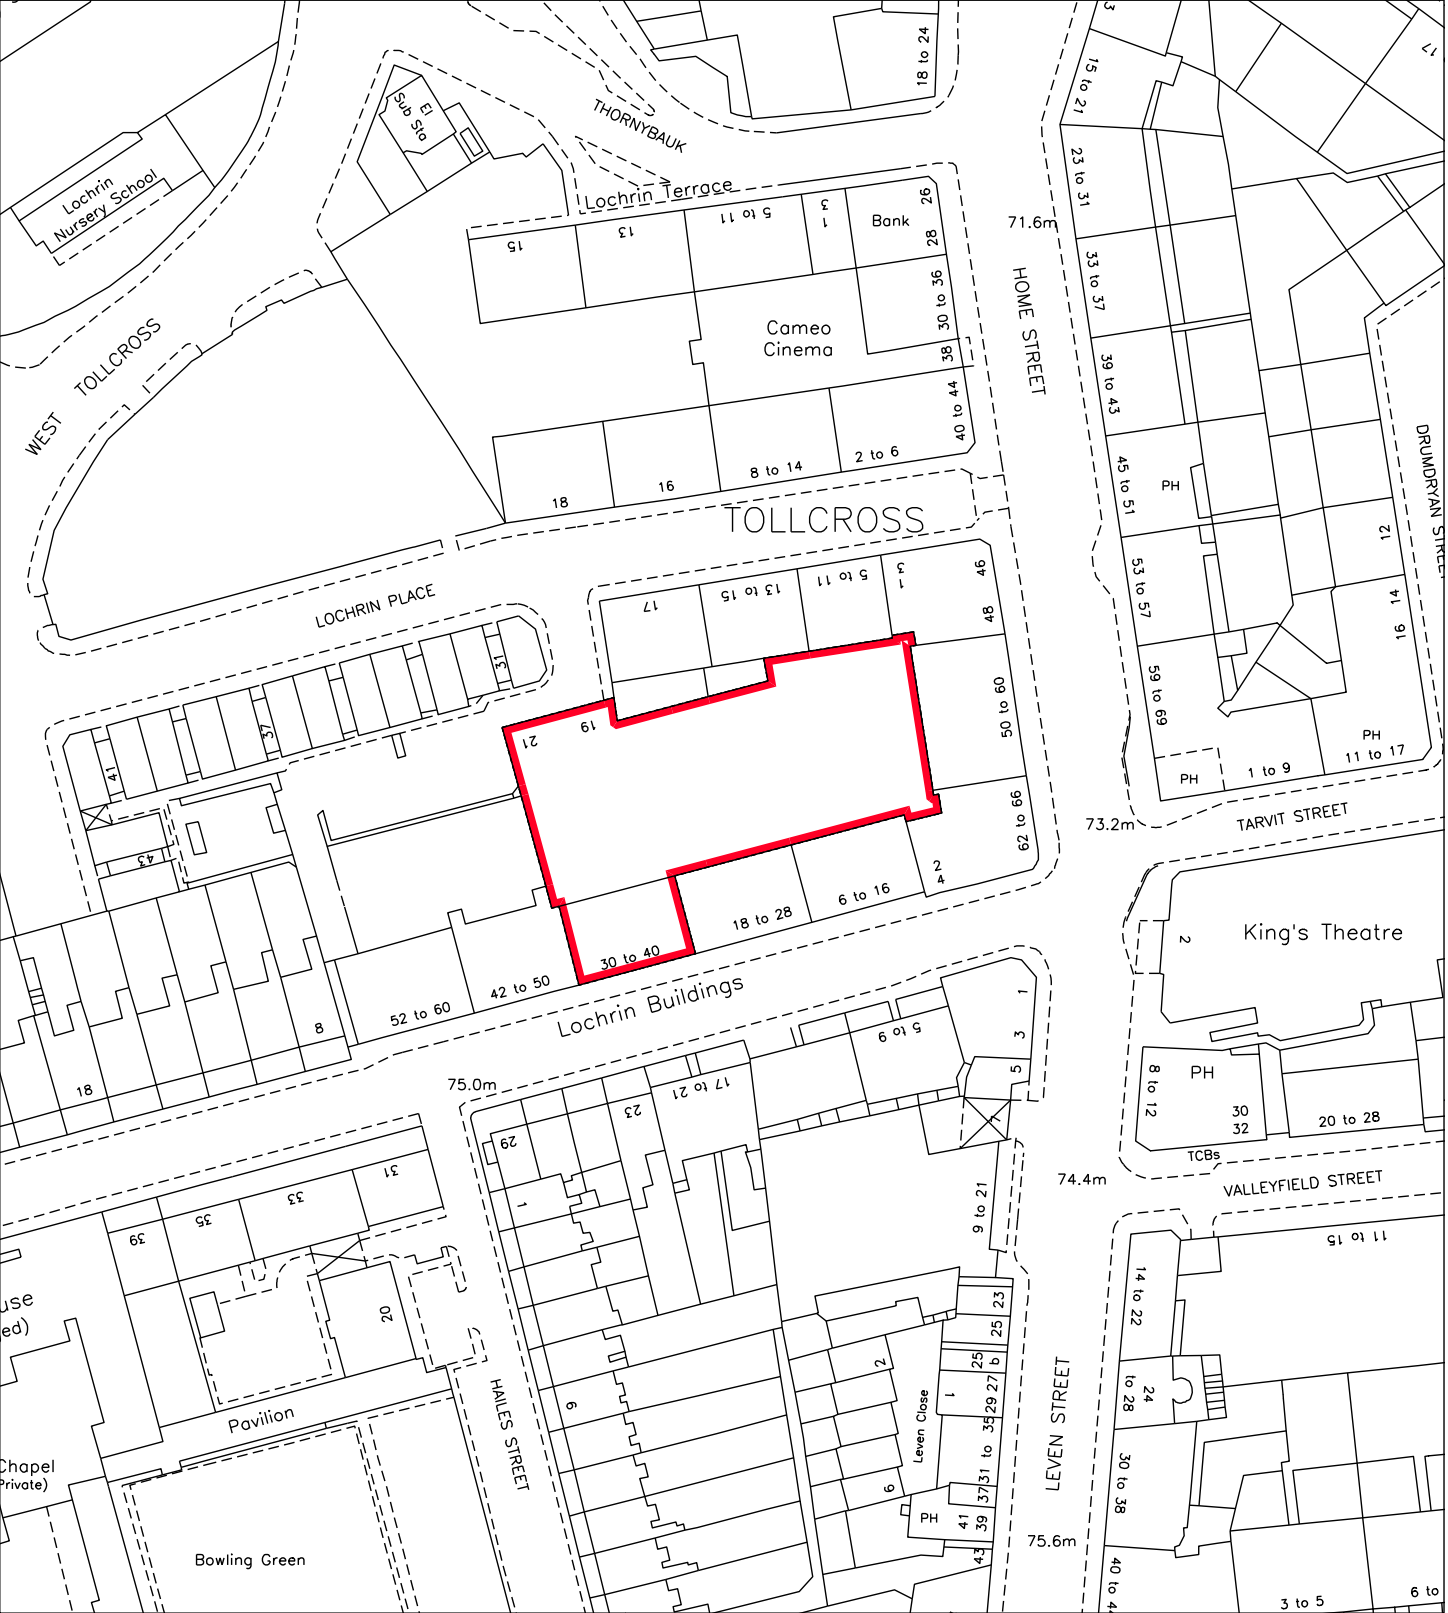 18 to 24
3
17
15 to 21
El
Sub Sta
THORNYBAUK
Lochrin
Nursery School
Lochrin Terrace
23 to 31
15
13
5 to 11
3
1
Bank
26
28
71.6m
33 to 37
30 to 36
HOME STREET
Cameo
Cinema
38
39 to 43
40 to 44
WEST TOLLCROSS
18
16
8 to 14
2 to 6
45 to 51
PH
DRUMDRYAN STREE
TOLLCROSS
12
LOCHRIN PLACE
17
13 to 15
5 to 11
3
1
46
48
53 to 57
14
16
31
37
41
43
19
21
50 to 60
59 to 69
PH
11 to 17
PH
1 to 9
62 to 66
73.2m
TARVIT STREET
2
4
6 to 16
18 to 28
30 to 40
42 to 50
52 to 60
Lochrin Buildings
2
King's Theatre
8
18
1
3
5
5 to 9
7
75.0m
17 to 21
23
29
1
8 to 12
PH
30
32
20 to 28
TCBs
74.4m
VALLEYFIELD STREET
31
33
35
39
9 to 21
11 to 15
14 to 22
use
ed)
20
23
25
25
b
27
29
1
2
24
to 28
HAILES STREET
9
Pavilion
Leven Close
31 to 35
LEVEN STREET
Chapel
Private)
30 to 38
6
37
PH
41
39
43
75.6m
Bowling Green
40 to 4
3 to 5
6 to